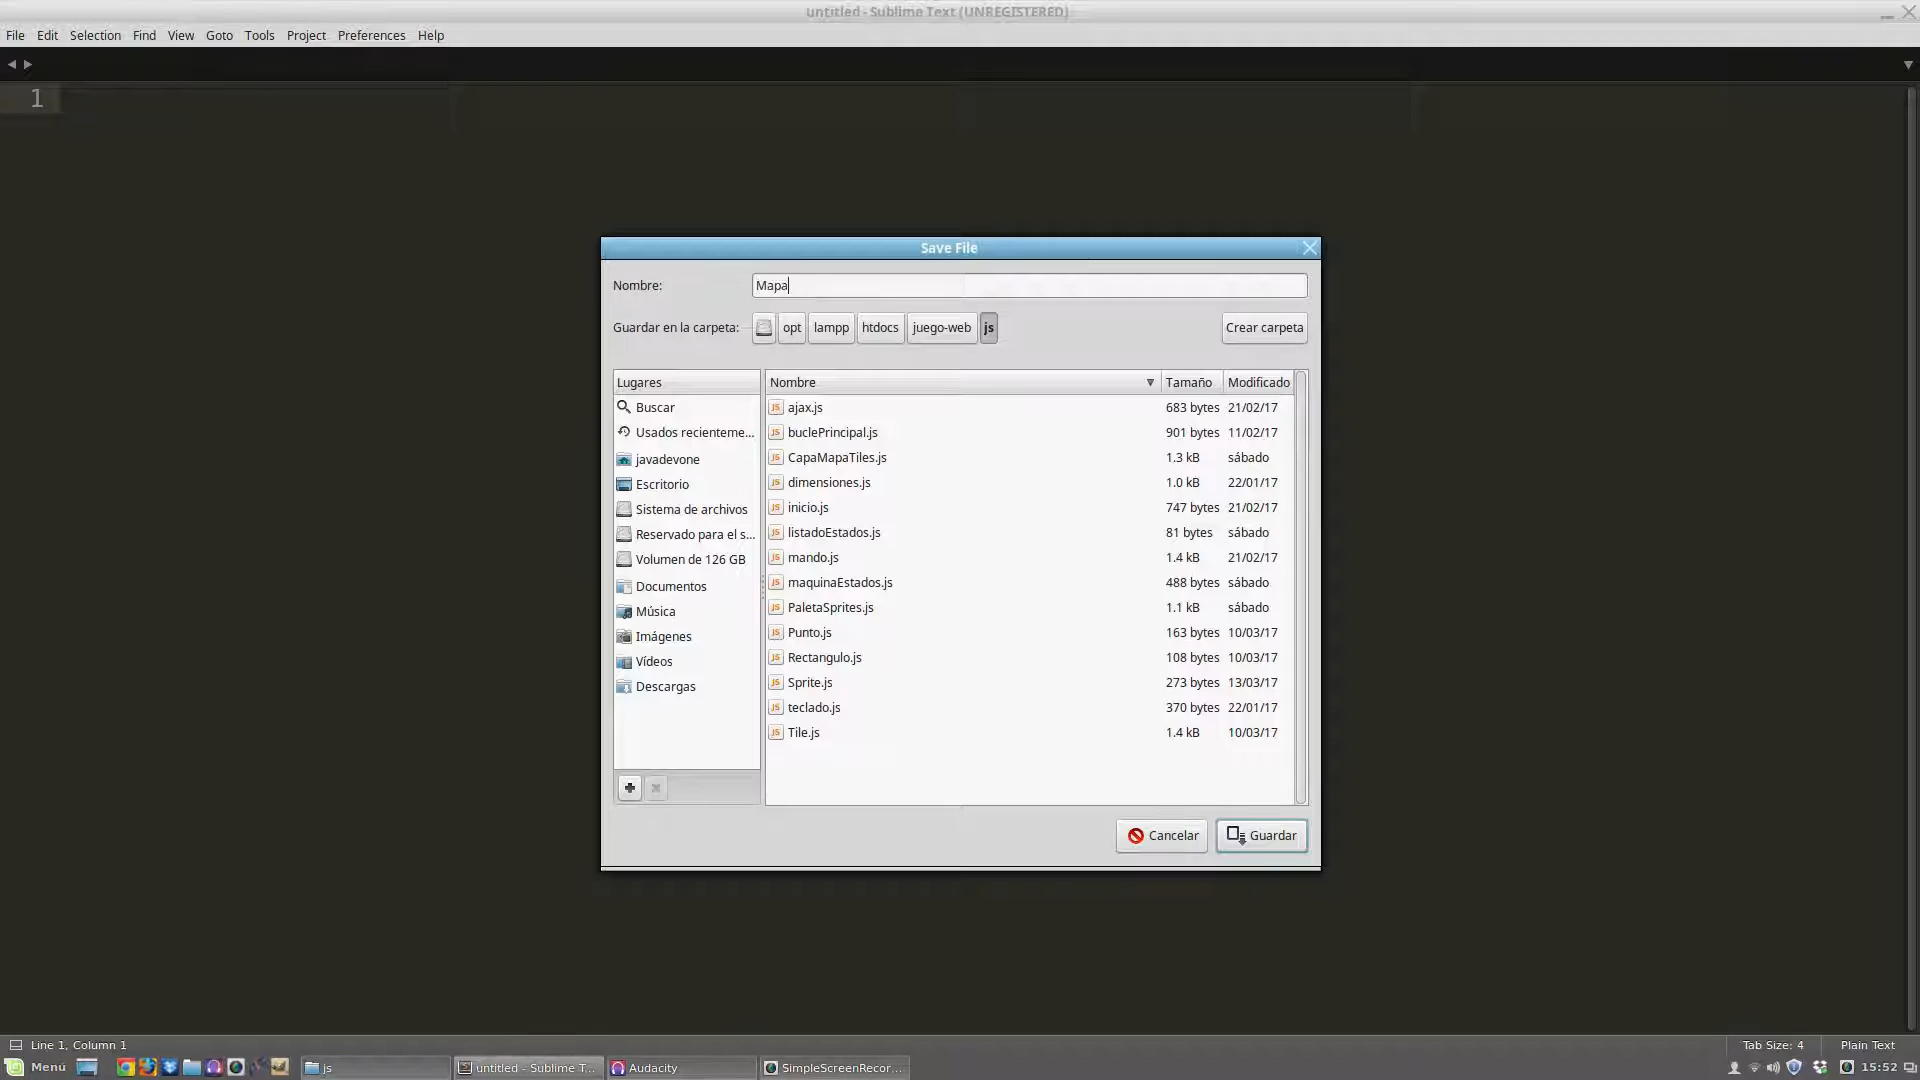 untitled - Sublime Text (UNREGISTERED)
File Edit Selection Find View Goto Tools Project Preferences Help
1
Save File
Nombre: Mapa
Guardar en la carpeta: opt lampp htdocs juego-web js Crear carpeta
Lugares
Buscar
Usados recienteme...
javadevone
Escritorio
Sistema de archivos
Reservado para el s...
Volumen de 126 GB
Documentos
Música
Imágenes
Vídeos
Descargas
Nombre Tamaño Modificado
ajax.js 683 bytes 21/02/17
buclePrincipal.js 901 bytes 11/02/17
CapaMapaTiles.js 1.3 kB sábado
dimensiones.js 1.0 kB 22/01/17
inicio.js 747 bytes 21/02/17
listadoEstados.js 81 bytes sábado
mando.js 1.4 kB 21/02/17
maquinaEstados.js 488 bytes sábado
PaletaSprites.js 1.1 kB sábado
Punto.js 163 bytes 10/03/17
Rectangulo.js 108 bytes 10/03/17
Sprite.js 273 bytes 13/03/17
teclado.js 370 bytes 22/01/17
Tile.js 1.4 kB 10/03/17
Cancelar Guardar
Line 1, Column 1 Tab Size: 4 Plain Text
Menú js untitled - Sublime T... Audacity SimpleScreenRecor... 15:52